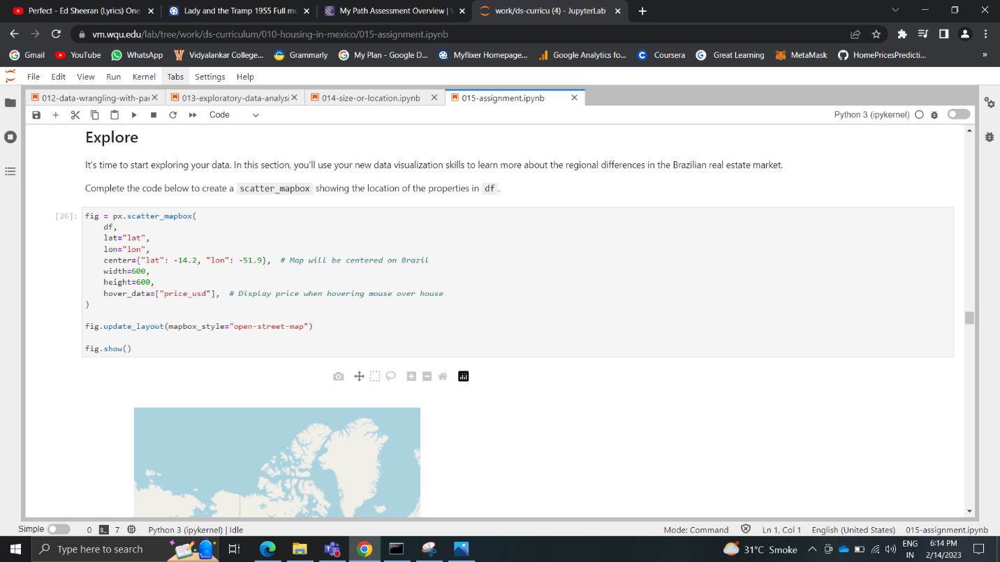 Perfect - Ed Sheeran (Lyrics) One
Lady and the Tramp 1955 Full mo
My Path Assessment Overview |
work/ds-curricu (4) - JupyterLab
vm.wqu.edu/lab/tree/work/ds-curriculum/010-housing-in-mexico/015-assignment.ipynb
Gmail YouTube WhatsApp Vidyalankar College... Grammarly My Plan - Google D... Myflixer Homepage... Google Analytics fo... Coursera Great Learning MetaMask HomePricesPredicti... »
File Edit View Run Kernel Tabs Settings Help
012-data-wrangling-with-pan 013-exploratory-data-analysi 014-size-or-location.ipynb 015-assignment.ipynb
Code Python 3 (ipykernel)
Explore
It's time to start exploring your data. In this section, you'll use your new data visualization skills to learn more about the regional differences in the Brazilian real estate market.
Complete the code below to create a scatter_mapbox showing the location of the properties in df .
[26]: fig = px.scatter_mapbox(
df,
lat="lat",
lon="lon",
center={"lat": -14.2, "lon": -51.9},  # Map will be centered on Brazil
width=600,
height=600,
hover_data=["price_usd"],  # Display price when hovering mouse over house
)
fig.update_layout(mapbox_style="open-street-map")
fig.show()
Simple 0 $_ 7 Python 3 (ipykernel) | Idle Mode: Command Ln 1, Col 1 English (United States) 015-assignment.ipynb
Type here to search 31°C Smoke ENG IN 6:14 PM 2/14/2023